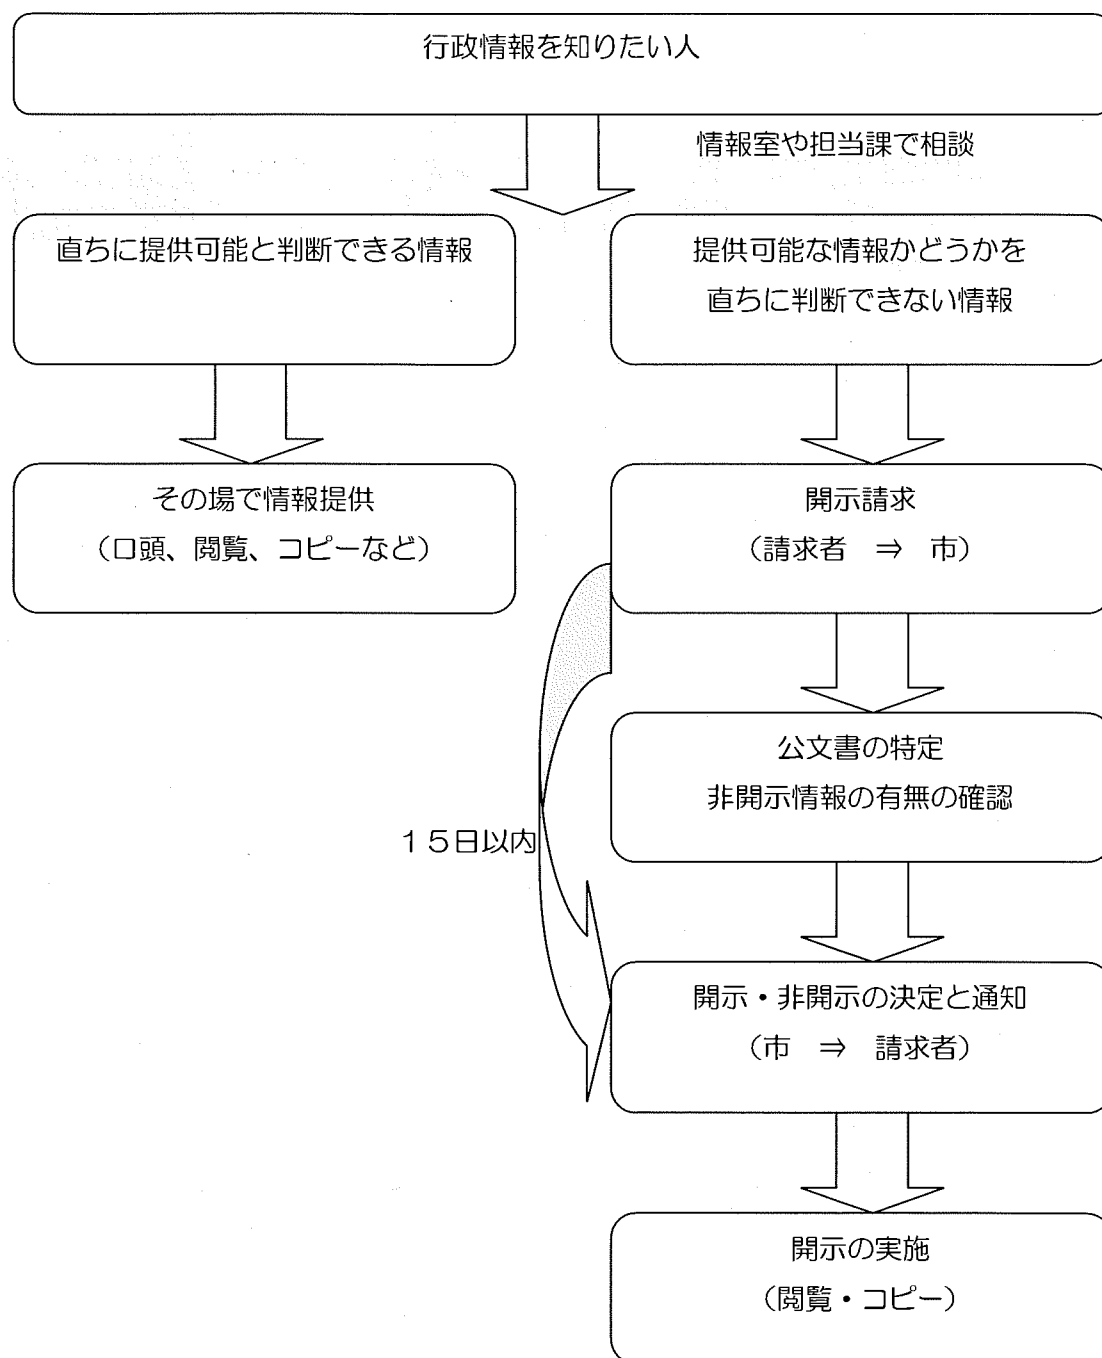 行政情報を知りたい人
情報室や担当課で相談
直ちに提供可能と判断できる情報
提供可能な情報かどうかを
直ちに判断できない情報
その場で情報提供
（口頭、閲覧、コピーなど）
開示請求
（請求者　⇒　市）
公文書の特定
非開示情報の有無の確認
１５日以内
開示・非開示の決定と通知
（市　⇒　請求者）
開示の実施
（閲覧・コピー）